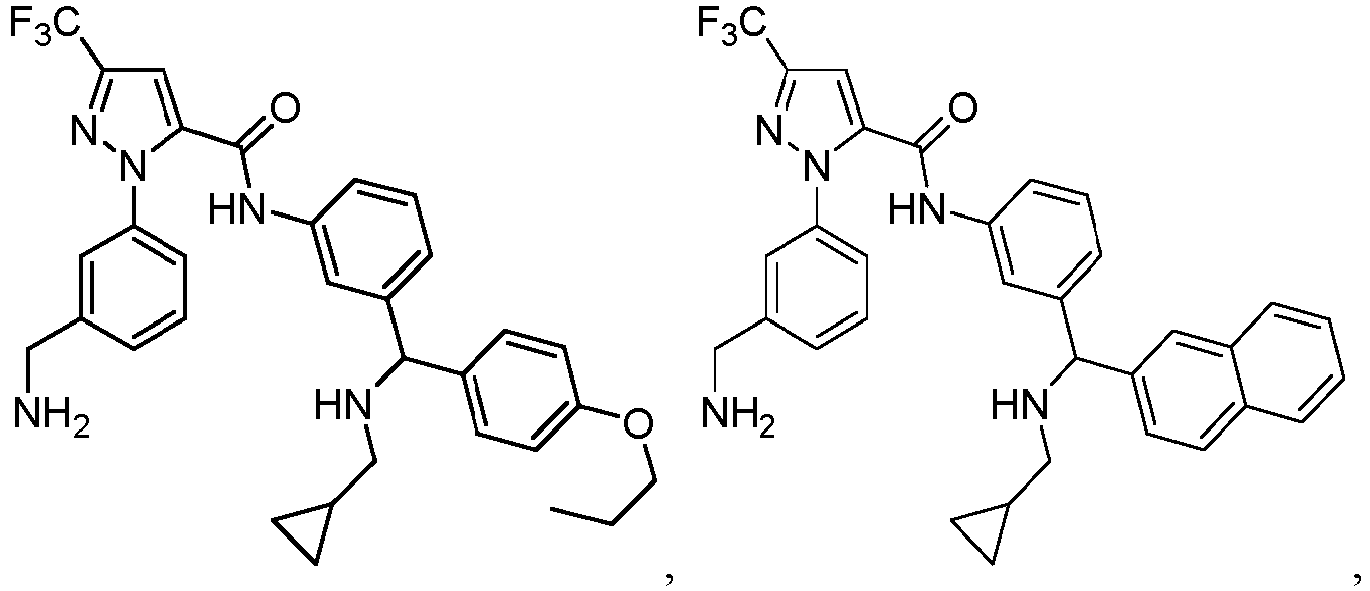 F3C F3C
O O
N N
N N
HN HN
NH2 HN O NH2 HN
, ,